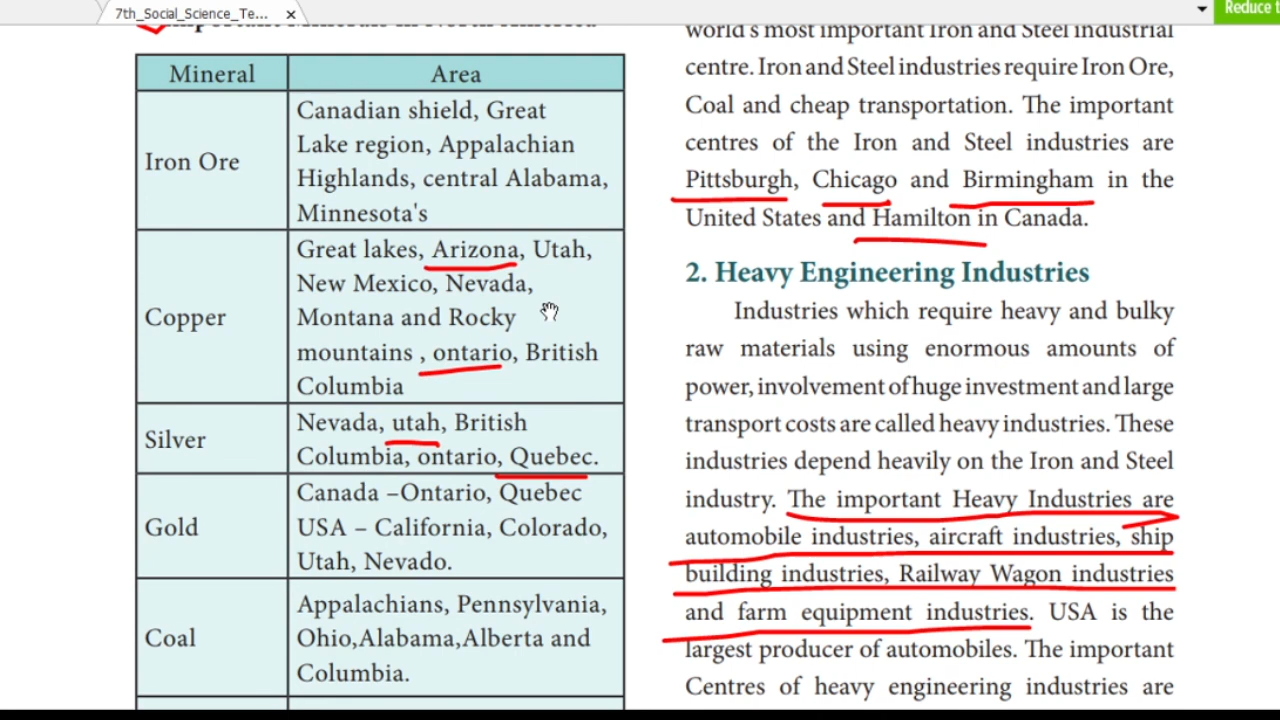 7th_Social_Science_Te...
Reduce t
Important Minerals in North America
Mineral
Area
Iron Ore
Canadian shield, Great
Lake region, Appalachian
Highlands, central Alabama,
Minnesota's
Copper
Great lakes, Arizona, Utah,
New Mexico, Nevada,
Montana and Rocky
mountains , ontario, British
Columbia
Silver
Nevada, utah, British
Columbia, ontario, Quebec.
Gold
Canada –Ontario, Quebec
USA – California, Colorado,
Utah, Nevado.
Coal
Appalachians, Pennsylvania,
Ohio,Alabama,Alberta and
Columbia.
world's most important Iron and Steel industrial
centre. Iron and Steel industries require Iron Ore,
Coal and cheap transportation. The important
centres of the Iron and Steel industries are
Pittsburgh, Chicago and Birmingham in the
United States and Hamilton in Canada.
2. Heavy Engineering Industries
Industries which require heavy and bulky
raw materials using enormous amounts of
power, involvement of huge investment and large
transport costs are called heavy industries. These
industries depend heavily on the Iron and Steel
industry. The important Heavy Industries are
automobile industries, aircraft industries, ship
building industries, Railway Wagon industries
and farm equipment industries. USA is the
largest producer of automobiles. The important
Centres of heavy engineering industries are